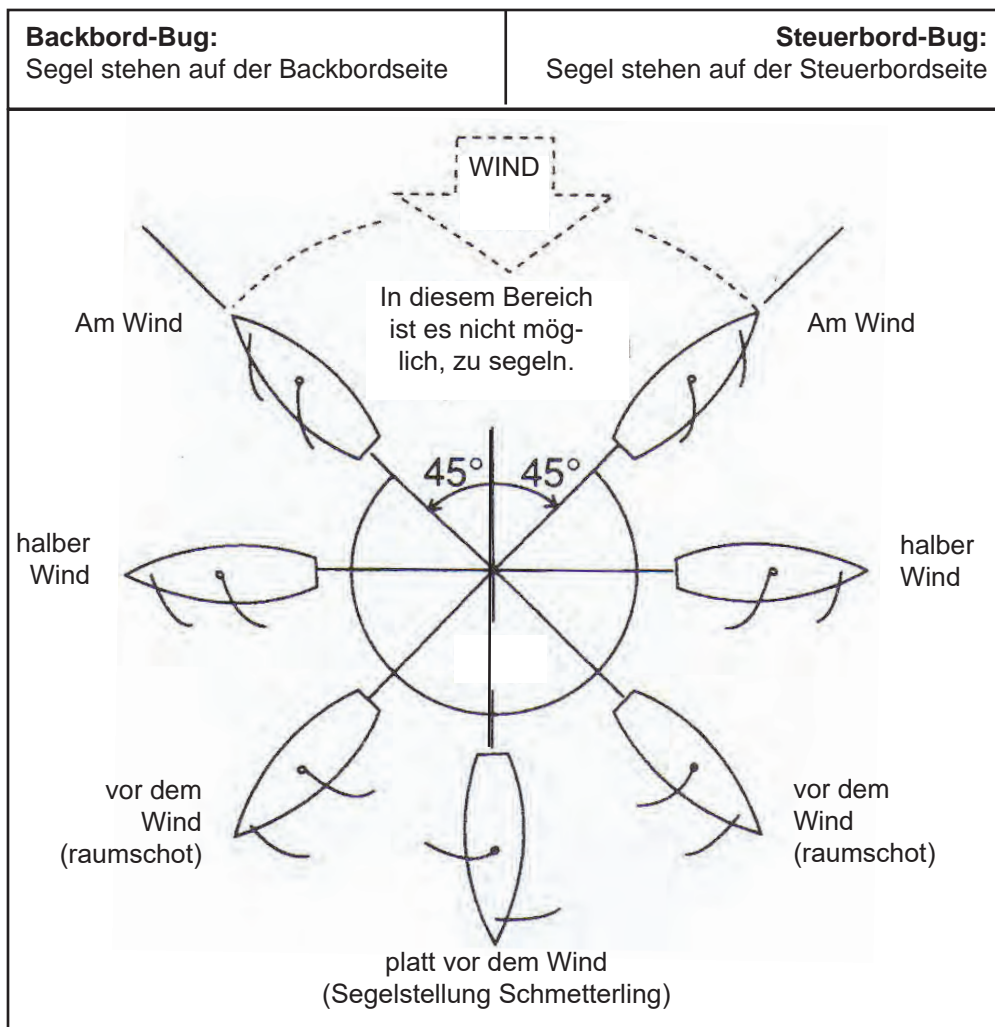 Backbord-Bug:
Segel stehen auf der Backbordseite
Steuerbord-Bug:
Segel stehen auf der Steuerbordseite
WIND
In diesem Bereich
ist es nicht mög-
lich, zu segeln.
Am Wind
Am Wind
45°
45°
halber
Wind
halber
Wind
vor dem
Wind
(raumschot)
vor dem
Wind
(raumschot)
platt vor dem Wind
(Segelstellung Schmetterling)